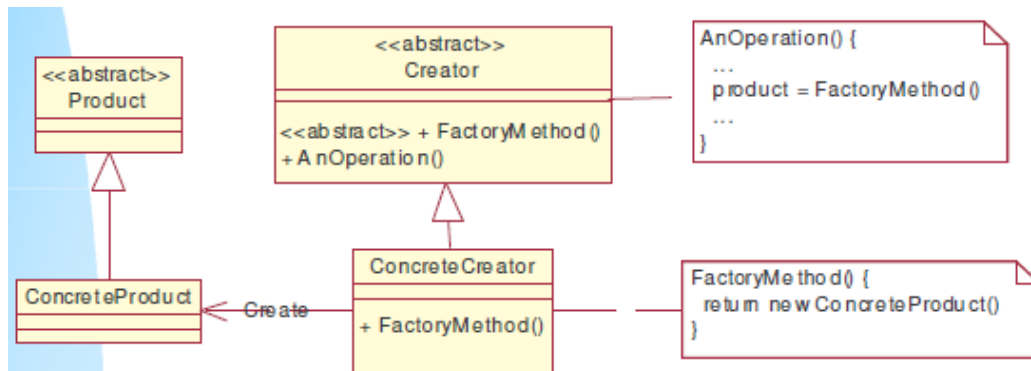 <<abstract>>
Product
<<abstract>>
Creator
<<abstract>> + FactoryMethod()
+ AnOperation()
AnOperation() {
...
product = FactoryMethod()
...
}
ConcreteProduct
Create
ConcreteCreator
+ FactoryMethod()
FactoryMethod() {
return new ConcreteProduct()
}